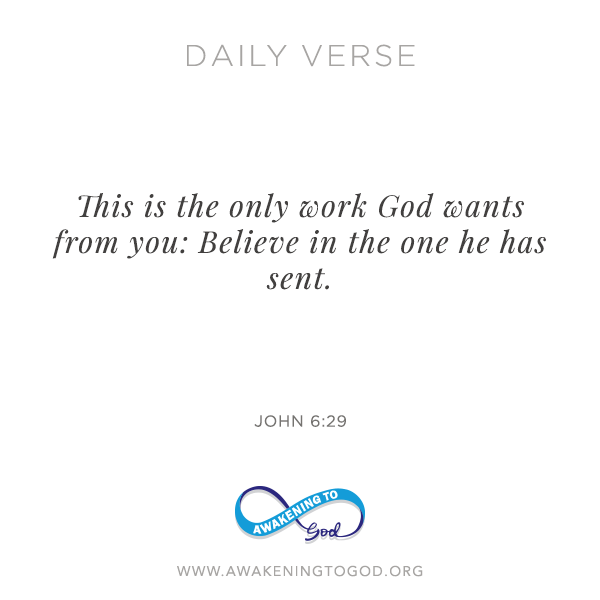 DAILY VERSE
This is the only work God wants
from you: Believe in the one he has
sent.
JOHN 6:29
AWAKENING TO
God
WWW.AWAKENINGTOGOD.ORG